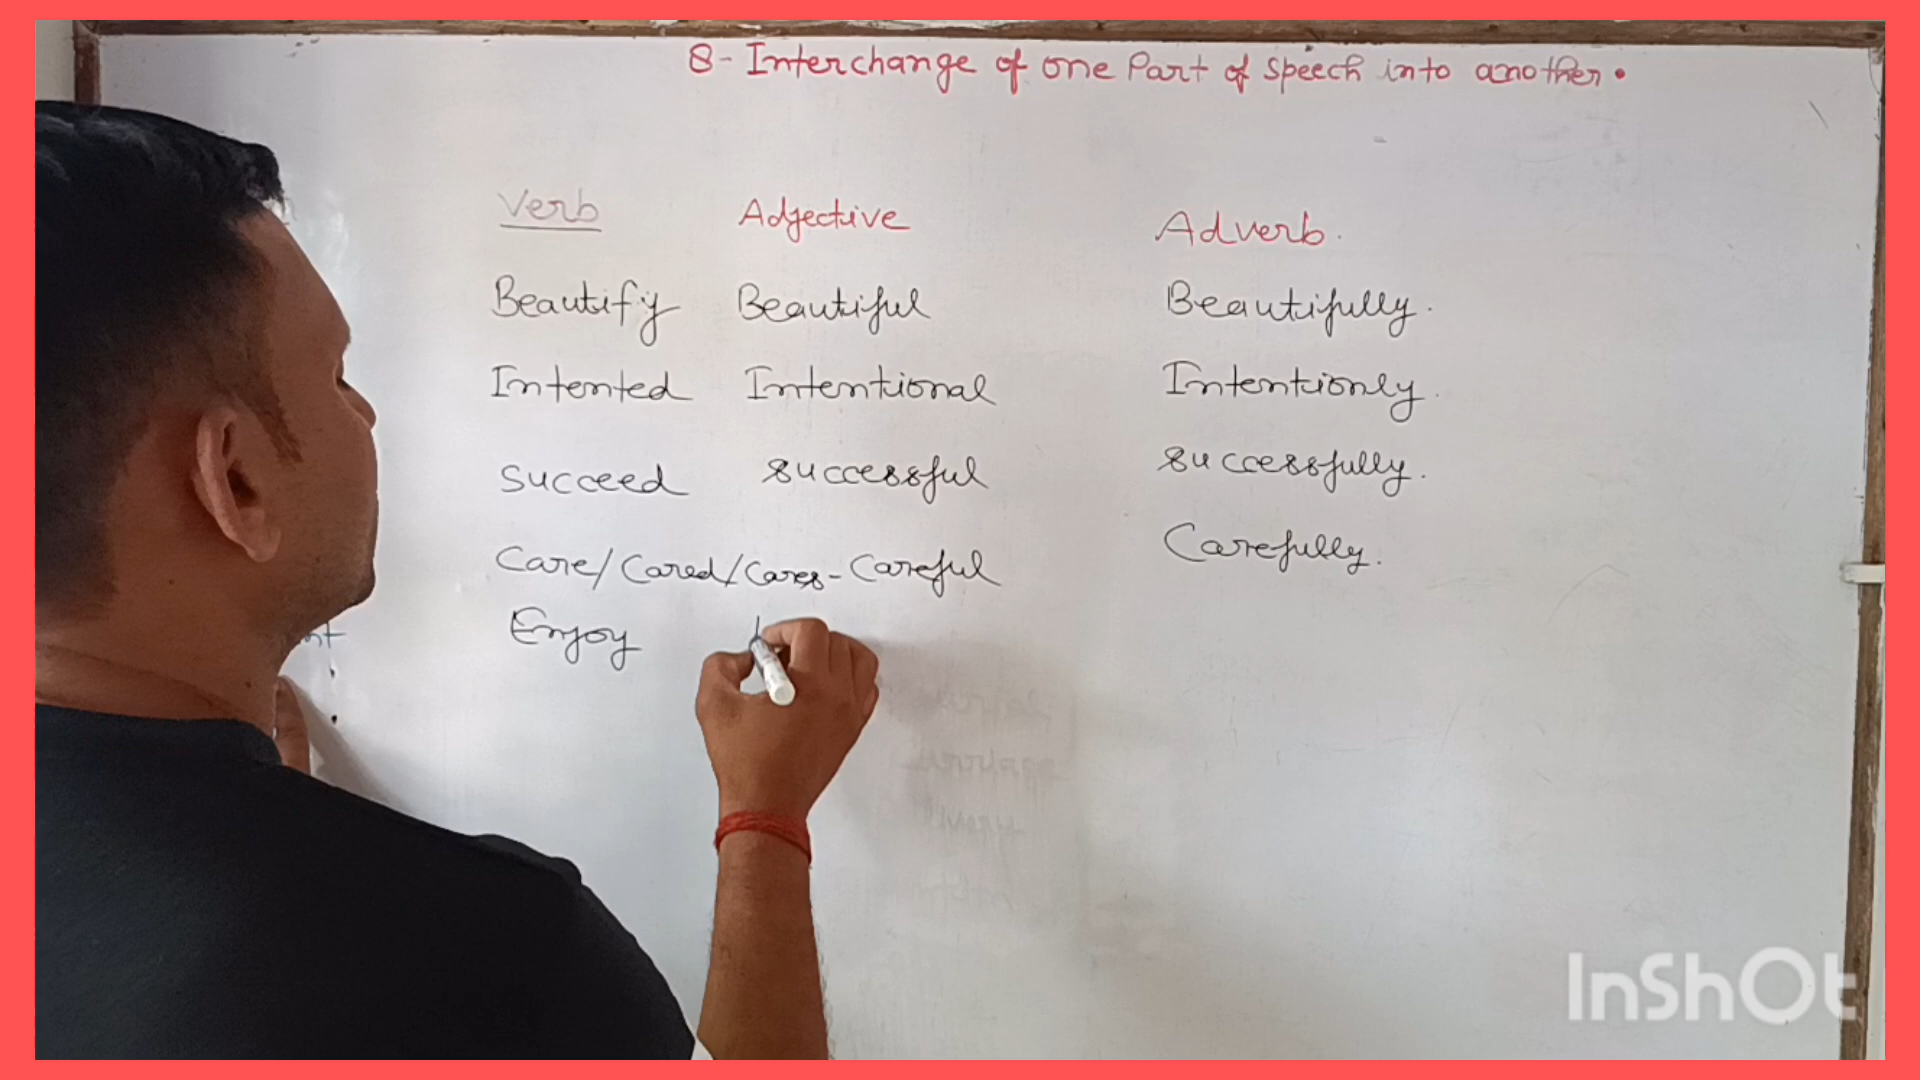 8- Interchange of one Part of Speech into another.
Verb Adjective Adverb.
Beautify Beautiful Beautifully.
Intented Intentional Intentionly.
Succeed successful successfully.
Care/Cared/Cares-Careful Carefully.
Enjoy
InShOt